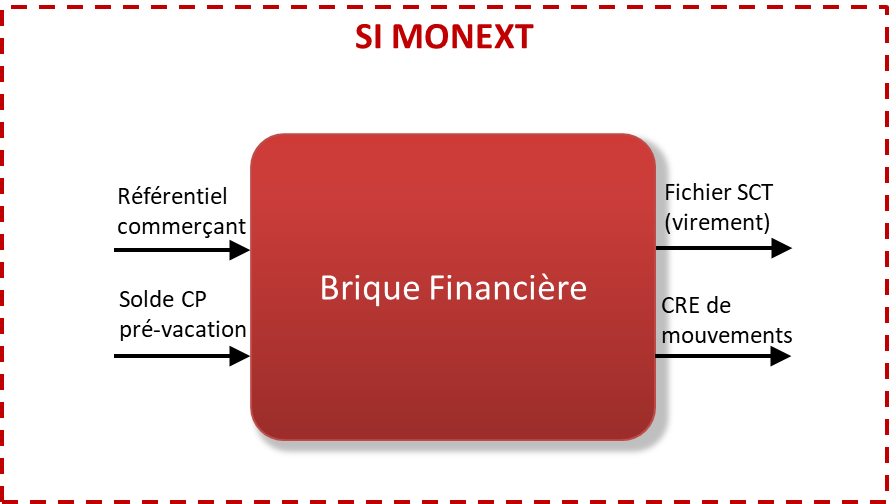 SI MONEXT
Référentiel
commerçant
Solde CP
pré-vacation
Brique Financière
Fichier SCT
(virement)
CRE de
mouvements